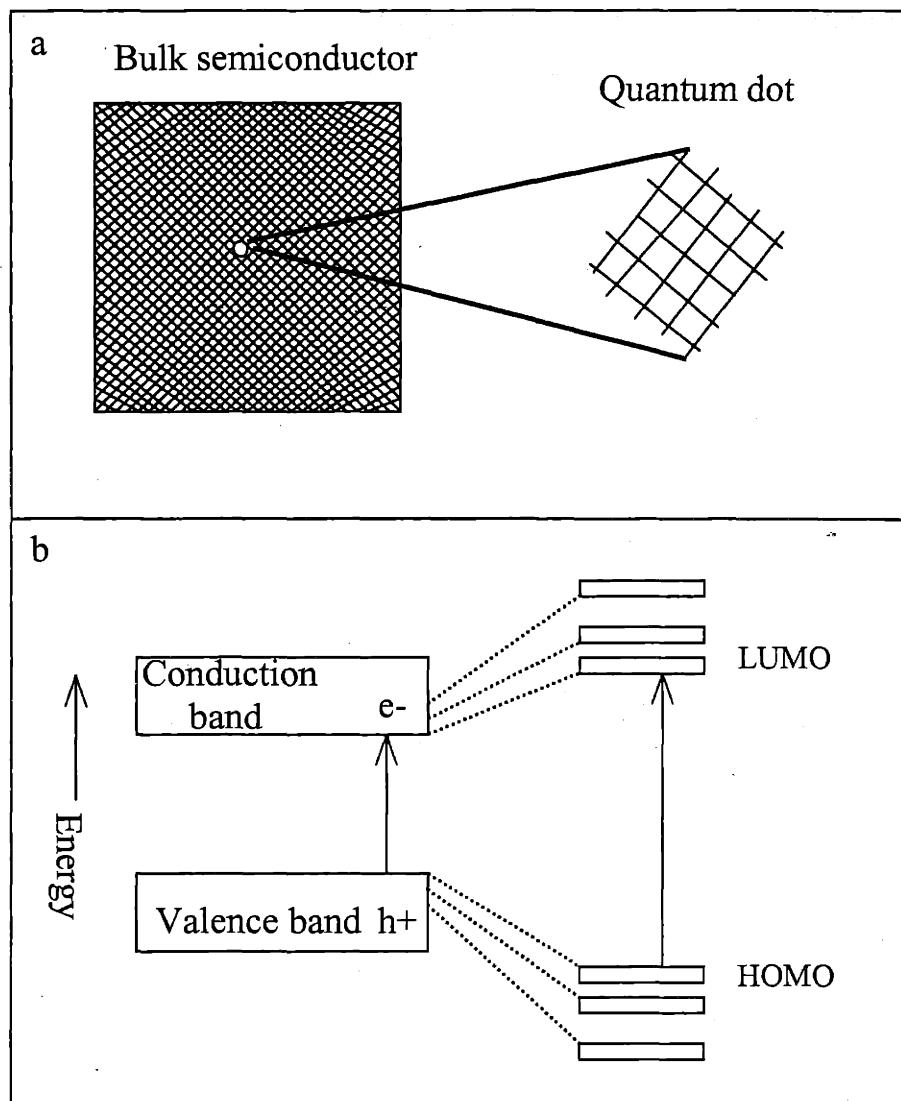 a
Bulk semiconductor
Quantum dot
b
Conduction
band
e-
LUMO
Energy
Valence band h+
HOMO